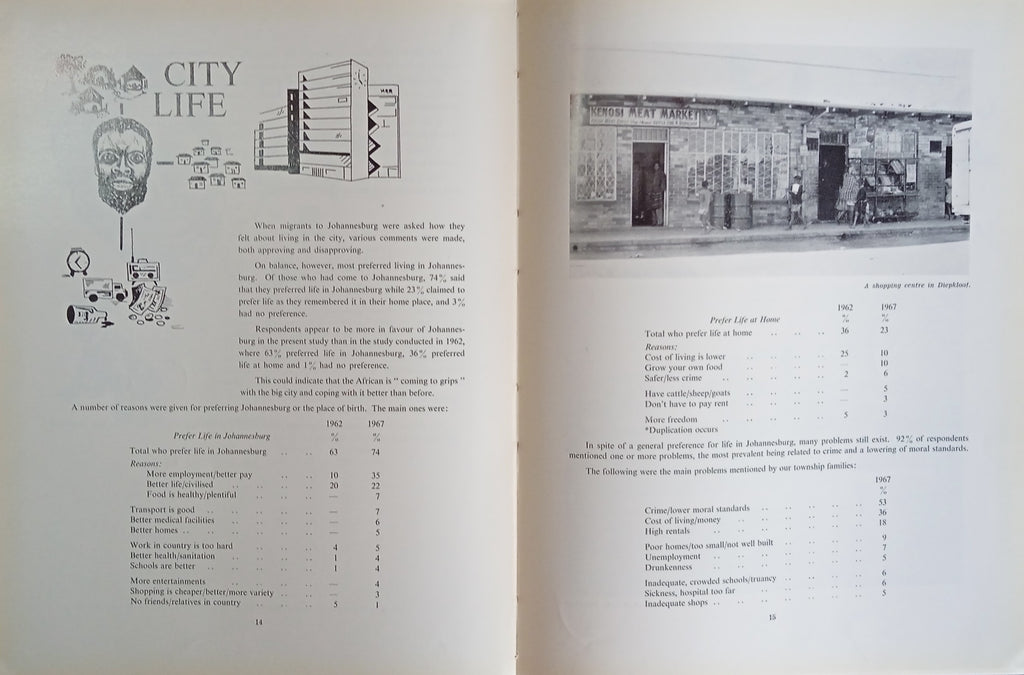 CITY
LIFE
When migrants to Johannesburg were asked how they
felt about living in the city, various comments were made,
both approving and disapproving.
On balance, however, most preferred living in Johannes-
burg. Of those who had come to Johannesburg, 74% said
that they preferred life in Johannesburg while 23% claimed to
prefer life as they remembered it in their home place, and 3%
had no preference.
Respondents appear to be more in favour of Johannes-
burg in the present study than in the study conducted in 1962,
where 63% preferred life in Johannesburg, 36% preferred
life at home and 1% had no preference.
This could indicate that the African is " coming to grips "
with the big city and coping with it better than before.
A number of reasons were given for preferring Johannesburg or the place of birth. The main ones were:
1962 1967
Prefer Life in Johannesburg % %
Total who prefer life in Johannesburg .. .. 63 74
Reasons:
More employment/better pay .. .. 10 35
Better life/civilised .. .. .. 20 22
Food is healthy/plentiful .. .. .. — 7
Transport is good .. .. .. .. — 7
Better medical facilities .. .. .. .. — 6
Better homes .. .. .. .. .. — 5
Work in country is too hard .. .. .. 4 5
Better health/sanitation .. .. .. .. 1 4
Schools are better .. .. .. .. 1 4
More entertainments .. .. .. .. — 4
Shopping is cheaper/better/more variety .. .. .. — 3
No friends/relatives in country .. .. .. 5 1
14
KENOSI MEAT MARKET
A shopping centre in Diepkloof.
1962 1967
Prefer Life at Home % %
Total who prefer life at home .. .. .. 36 23
Reasons:
Cost of living is lower .. .. .. .. 25 10
Grow your own food .. .. .. .. — 10
Safer/less crime .. .. .. .. .. 2 6
Have cattle/sheep/goats .. .. .. .. — 5
Don't have to pay rent .. .. .. .. — 3
More freedom .. .. .. .. .. 5 3
*Duplication occurs
In spite of a general preference for life in Johannesburg, many problems still exist. 92% of respondents
mentioned one or more problems, the most prevalent being related to crime and a lowering of moral standards.
The following were the main problems mentioned by our township families:
1967
%
Crime/lower moral standards .. .. .. .. .. 53
Cost of living/money .. .. .. .. .. 36
High rentals .. .. .. .. .. .. 18
Poor homes/too small/not well built .. .. .. .. 9
Unemployment .. .. .. .. .. .. 7
Drunkenness .. .. .. .. .. .. 5
Inadequate, crowded schools/truancy .. .. .. .. 6
Sickness, hospital too far .. .. .. .. .. 6
Inadequate shops .. .. .. .. .. .. 5
15